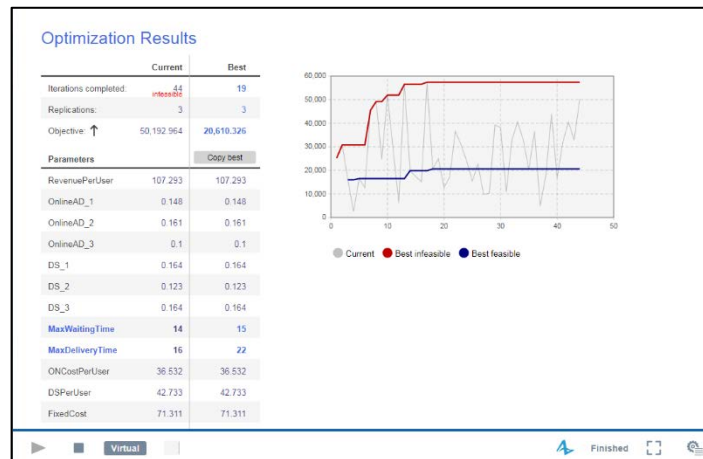 Optimization Results
Current Best
Iterations completed: 44 19
infeasible
Replications: 3 3
Objective: ↑ 50,192.964 20,610.326
Parameters Copy best
RevenuePerUser 107.293 107.293
OnlineAD_1 0.148 0.148
OnlineAD_2 0.161 0.161
OnlineAD_3 0.1 0.1
DS_1 0.164 0.164
DS_2 0.123 0.123
DS_3 0.164 0.164
MaxWaitingTime 14 15
MaxDeliveryTime 16 22
ONCostPerUser 36.532 36.532
DSPerUser 42.733 42.733
FixedCost 71.311 71.311
60,000
50,000
40,000
30,000
20,000
10,000
0
0 10 20 30 40 50
Current Best infeasible Best feasible
Virtual Finished